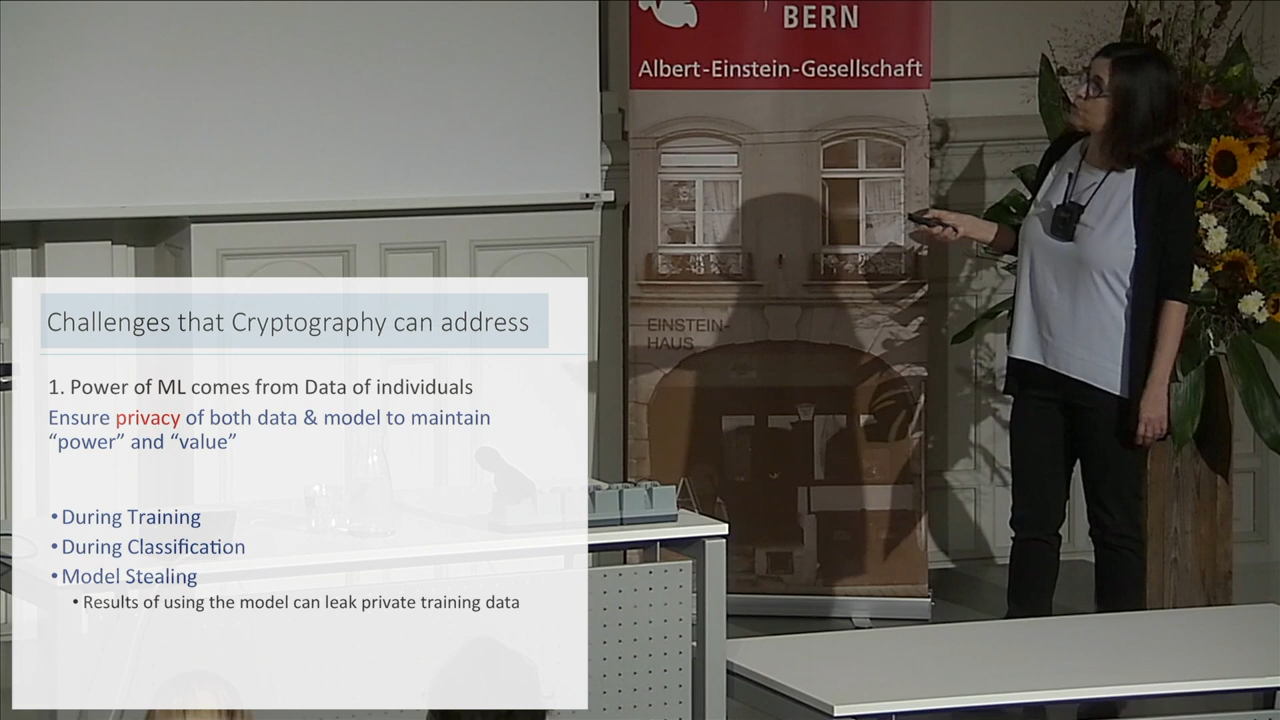 BERN
Albert-Einstein-Gesellschaft
EINSTEIN-
HAUS
Challenges that Cryptography can address
1. Power of ML comes from Data of individuals
Ensure privacy of both data & model to maintain
“power” and “value”
• During Training
• During Classification
• Model Stealing
• Results of using the model can leak private training data